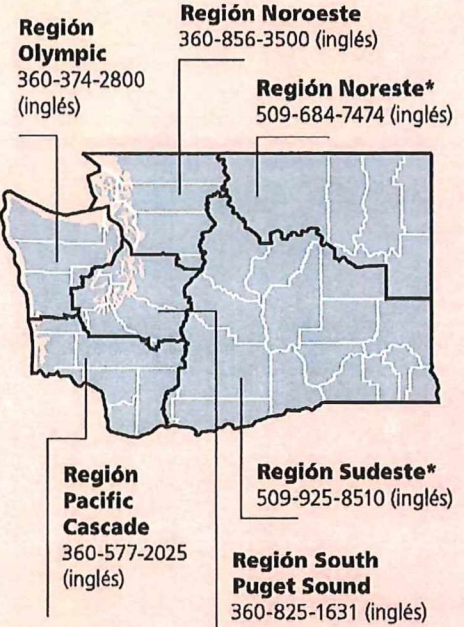 Región
Olympic
360-374-2800
(inglés)
Región Noroeste
360-856-3500 (inglés)
Región Noreste*
509-684-7474 (inglés)
Región
Pacific
Cascade
360-577-2025
(inglés)
Región Sudeste*
509-925-8510 (inglés)
Región South
Puget Sound
360-825-1631 (inglés)